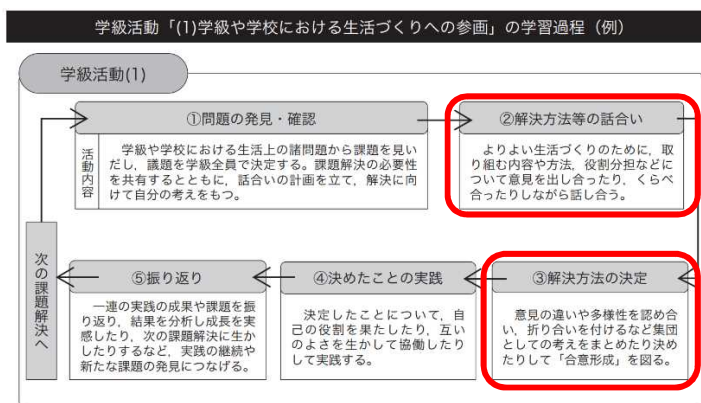 学級活動「(1)学級や学校における生活づくりへの参画」の学習過程（例）
学級活動(1)
①問題の発見・確認
活動内容
学級や学校における生活上の諸問題から課題を見い
だし，議題を学級全員で決定する。課題解決の必要性
を共有するとともに，話合いの計画を立て，解決に向
けて自分の考えをもつ。
②解決方法等の話合い
よりよい生活づくりのために，取
り組む内容や方法，役割分担などに
ついて意見を出し合ったり，くらべ
合ったりしながら話し合う。
③解決方法の決定
意見の違いや多様性を認め合
い，折り合いを付けるなど集団
としての考えをまとめたり決め
たりして「合意形成」を図る。
④決めたことの実践
決定したことについて，自
己の役割を果たしたり，互い
のよさを生かして協働したり
して実践する。
⑤振り返り
一連の実践の成果や課題を振
り返り，結果を分析し成長を実
感したり，次の課題解決に生か
したりするなど，実践の継続や
新たな課題の発見につなげる。
次の課題解決へ